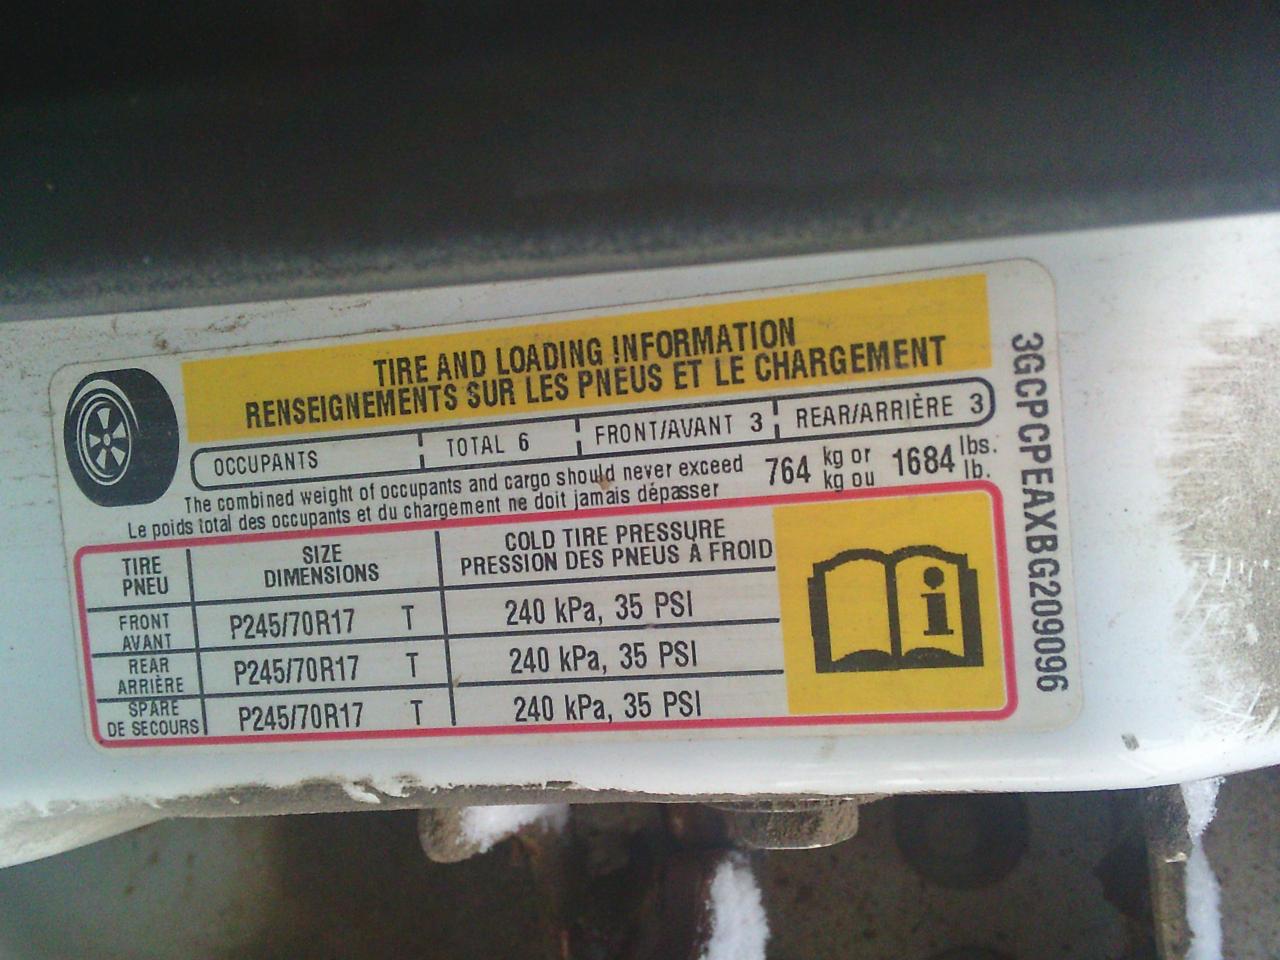 TIRE AND LOADING INFORMATION
RENSEIGNEMENTS SUR LES PNEUS ET LE CHARGEMENT
OCCUPANTS TOTAL 6 FRONT/AVANT 3 REAR/ARRIÈRE 3
The combined weight of occupants and cargo should never exceed 764 kg or 1684 lbs.
Le poids total des occupants et du chargement ne doit jamais dépasser kg ou lb.
TIRE SIZE COLD TIRE PRESSURE
PNEU DIMENSIONS PRESSION DES PNEUS À FROID
FRONT
AVANT P245/70R17 T 240 kPa, 35 PSI
REAR
ARRIÈRE P245/70R17 T 240 kPa, 35 PSI
SPARE
DE SECOURS P245/70R17 T 240 kPa, 35 PSI
i
3GCPCPEAXBG209096